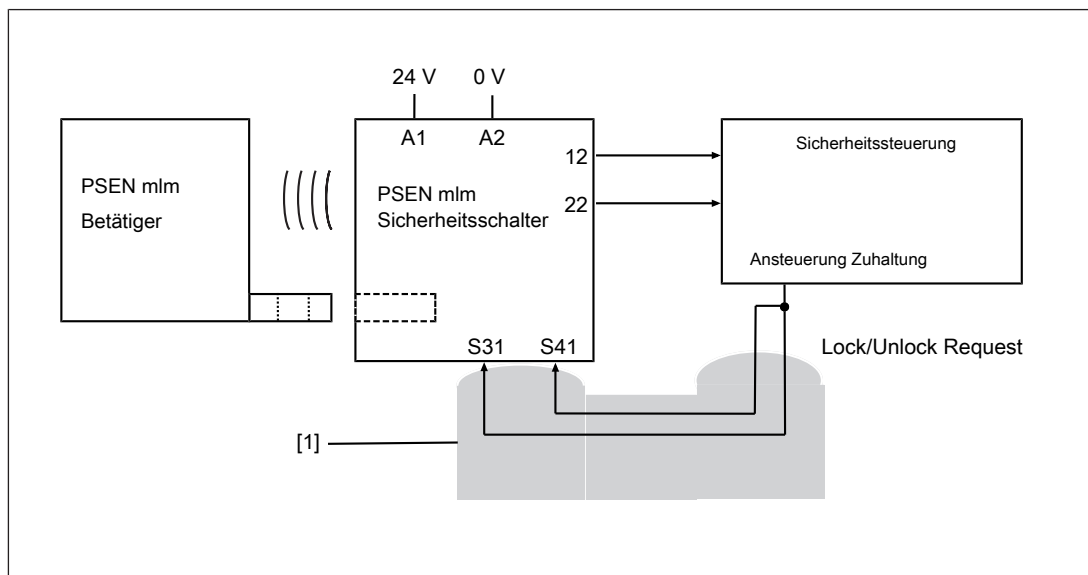 24 V 0 V
A1 A2
12
22
PSEN mlm
Betätiger
PSEN mlm
Sicherheitsschalter
Sicherheitssteuerung
Ansteuerung Zuhaltung
S31 S41
Lock/Unlock Request
[1]